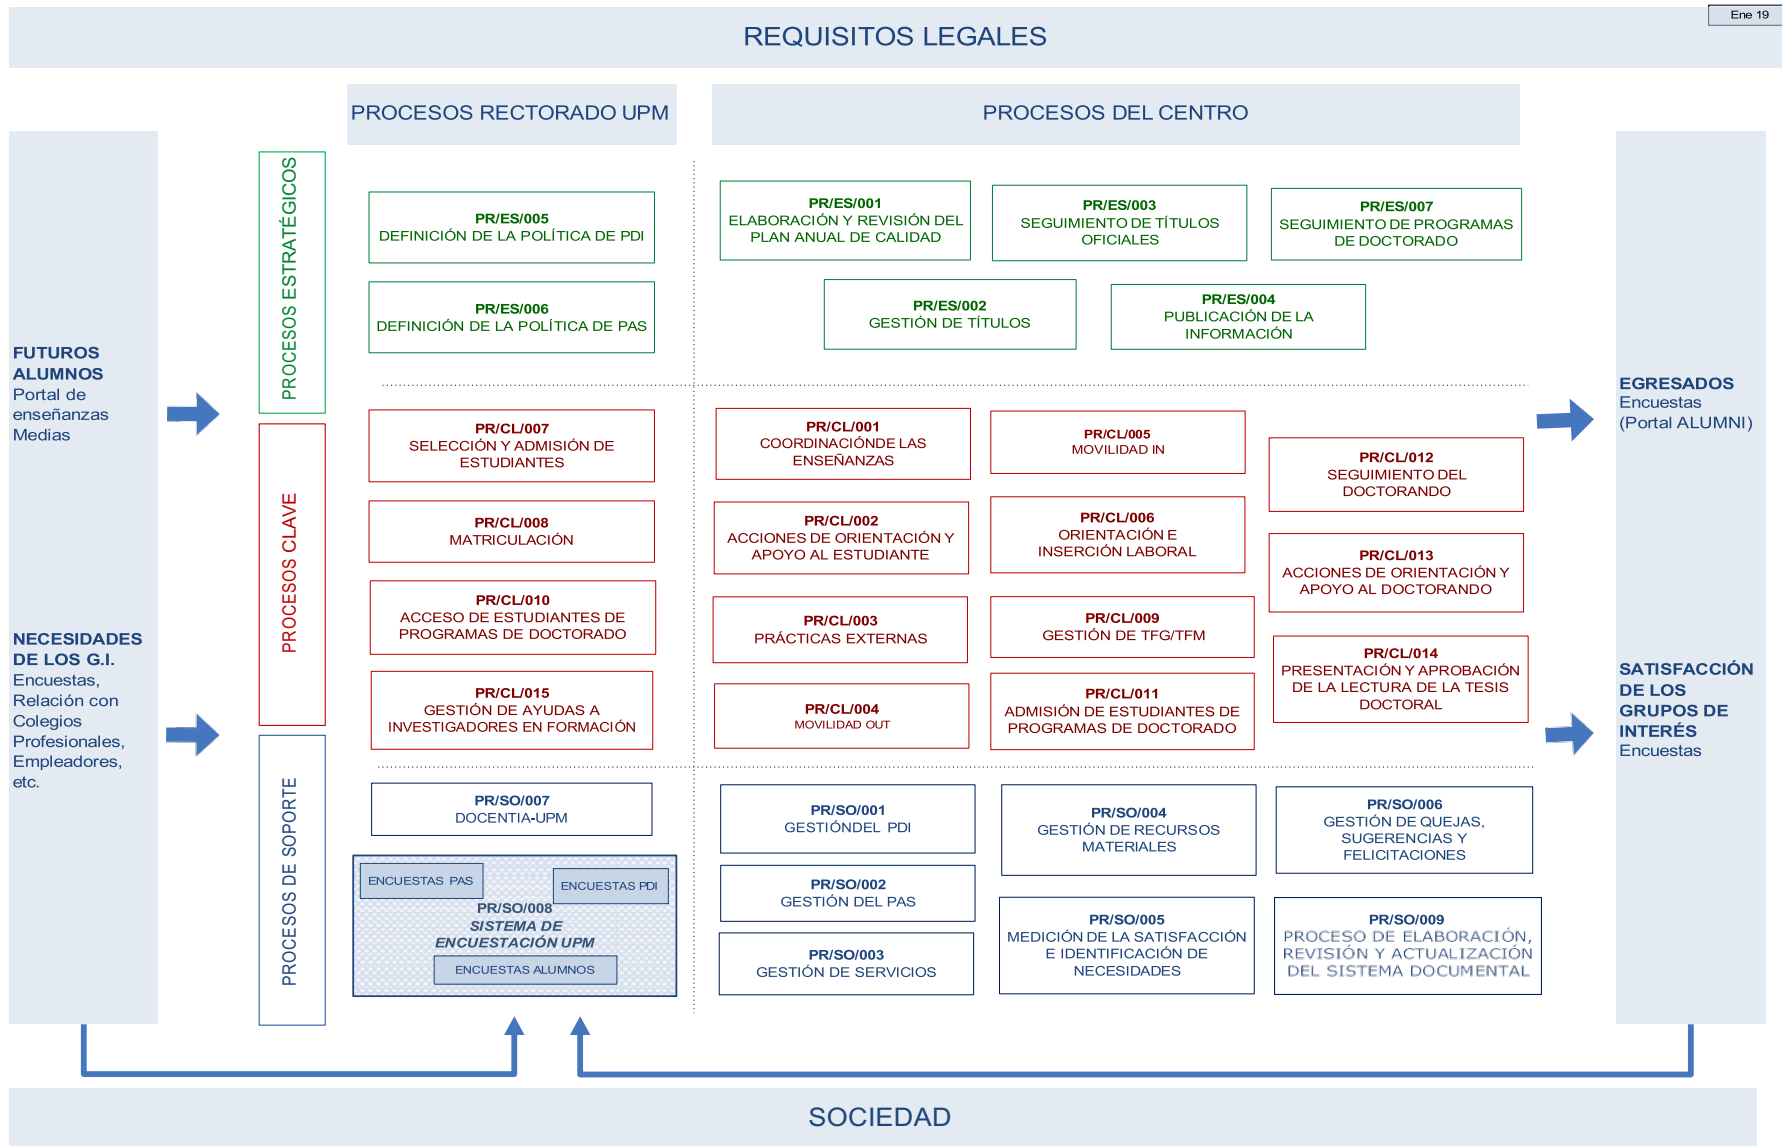 Ene 19
REQUISITOS LEGALES
PROCESOS RECTORADO UPM
PROCESOS DEL CENTRO
FUTUROS
ALUMNOS
Portal de
enseñanzas
Medias
NECESIDADES
DE LOS G.I.
Encuestas,
Relación con
Colegios
Profesionales,
Empleadores,
etc.
PROCESOS ESTRATÉGICOS
PR/ES/005
DEFINICIÓN DE LA POLÍTICA DE PDI
PR/ES/006
DEFINICIÓN DE LA POLÍTICA DE PAS
PR/ES/001
ELABORACIÓN Y REVISIÓN DEL
PLAN ANUAL DE CALIDAD
PR/ES/003
SEGUIMIENTO DE TÍTULOS
OFICIALES
PR/ES/007
SEGUIMIENTO DE PROGRAMAS
DE DOCTORADO
PR/ES/002
GESTIÓN DE TÍTULOS
PR/ES/004
PUBLICACIÓN DE LA
INFORMACIÓN
PROCESOS CLAVE
PR/CL/007
SELECCIÓN Y ADMISIÓN DE
ESTUDIANTES
PR/CL/008
MATRICULACIÓN
PR/CL/010
ACCESO DE ESTUDIANTES DE
PROGRAMAS DE DOCTORADO
PR/CL/015
GESTIÓN DE AYUDAS A
INVESTIGADORES EN FORMACIÓN
PR/CL/001
COORDINACIÓNDE LAS
ENSEÑANZAS
PR/CL/002
ACCIONES DE ORIENTACIÓN Y
APOYO AL ESTUDIANTE
PR/CL/003
PRÁCTICAS EXTERNAS
PR/CL/004
MOVILIDAD OUT
PR/CL/005
MOVILIDAD IN
PR/CL/006
ORIENTACIÓN E
INSERCIÓN LABORAL
PR/CL/009
GESTIÓN DE TFG/TFM
PR/CL/011
ADMISIÓN DE ESTUDIANTES DE
PROGRAMAS DE DOCTORADO
PR/CL/012
SEGUIMIENTO DEL
DOCTORANDO
PR/CL/013
ACCIONES DE ORIENTACIÓN Y
APOYO AL DOCTORANDO
PR/CL/014
PRESENTACIÓN Y APROBACIÓN
DE LA LECTURA DE LA TESIS
DOCTORAL
PROCESOS DE SOPORTE
PR/SO/007
DOCENTIA-UPM
ENCUESTAS PAS
ENCUESTAS PDI
PR/SO/008
SISTEMA DE
ENCUESTACIÓN UPM
ENCUESTAS ALUMNOS
PR/SO/001
GESTIÓNDEL PDI
PR/SO/002
GESTIÓN DEL PAS
PR/SO/003
GESTIÓN DE SERVICIOS
PR/SO/004
GESTIÓN DE RECURSOS
MATERIALES
PR/SO/005
MEDICIÓN DE LA SATISFACCIÓN
E IDENTIFICACIÓN DE
NECESIDADES
PR/SO/006
GESTIÓN DE QUEJAS,
SUGERENCIAS Y
FELICITACIONES
PR/SO/009
PROCESO DE ELABORACIÓN,
REVISIÓN Y ACTUALIZACIÓN
DEL SISTEMA DOCUMENTAL
EGRESADOS
Encuestas
(Portal ALUMNI)
SATISFACCIÓN
DE LOS
GRUPOS DE
INTERÉS
Encuestas
SOCIEDAD